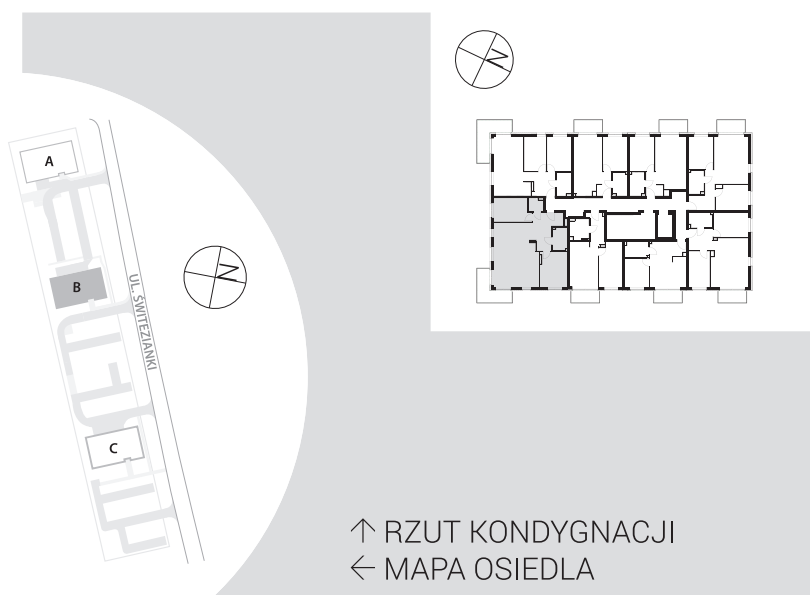 N
A
B
N
UL. ŚWITEZIANKI
C
↑ RZUT KONDYGNACJI
← MAPA OSIEDLA